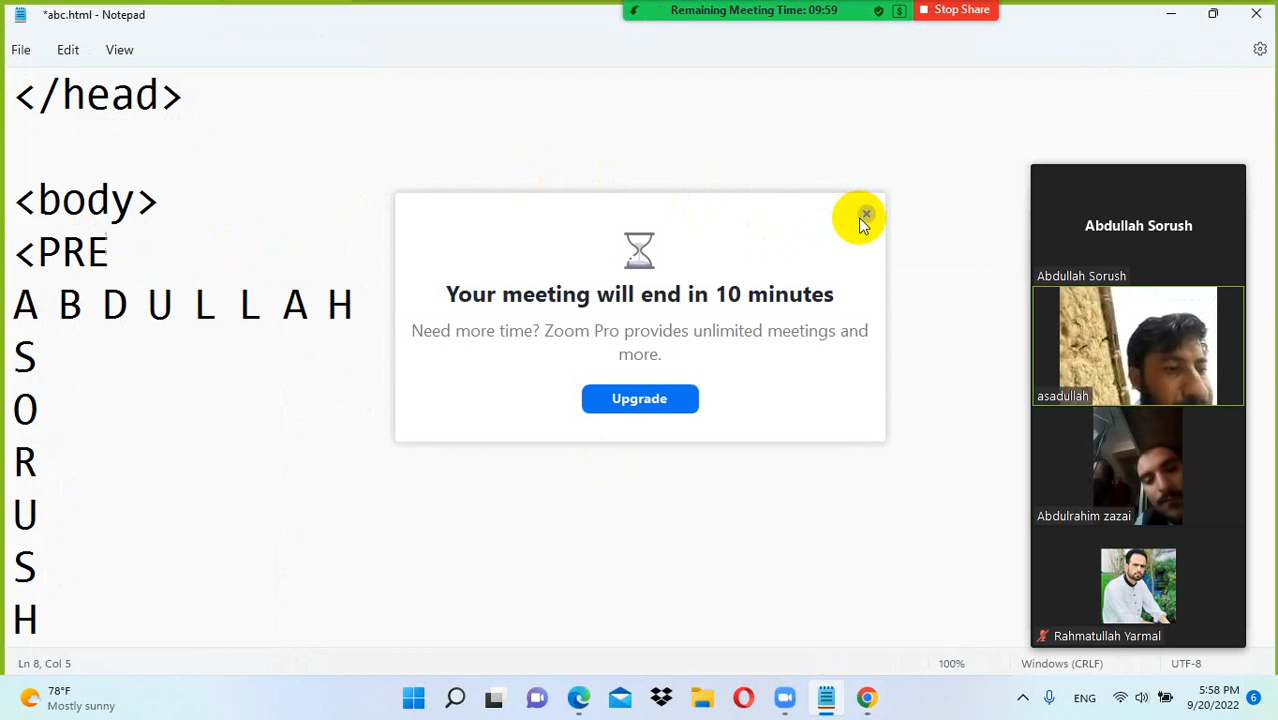 *abc.html - Notepad
Remaining Meeting Time: 09:59
Stop Share
File Edit View
</head>
<body>
<PRE
A B D U L L A H
S
O
R
U
S
H
Your meeting will end in 10 minutes
Need more time? Zoom Pro provides unlimited meetings and
more.
Upgrade
Abdullah Sorush
Abdullah Sorush
asadullah
Abdulrahim zazai
Rahmatullah Yarmal
Ln 8, Col 5
100%
Windows (CRLF)
UTF-8
78°F
Mostly sunny
ENG
5:58 PM
9/20/2022
6